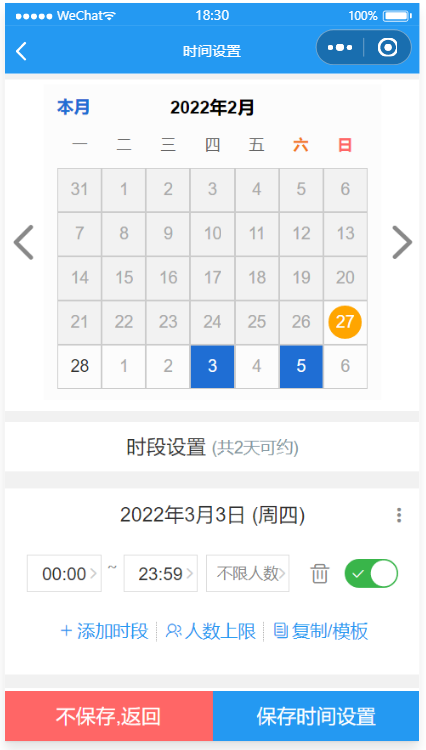 WeChat 18:30 100%
时间设置
本月 2022年2月
一 二 三 四 五 六 日
31 1 2 3 4 5 6
7 8 9 10 11 12 13
14 15 16 17 18 19 20
21 22 23 24 25 26 27
28 1 2 3 4 5 6
时段设置 (共2天可约)
2022年3月3日 (周四)
00:00 ~ 23:59 不限人数
+ 添加时段 人数上限 复制/模板
不保存,返回 保存时间设置